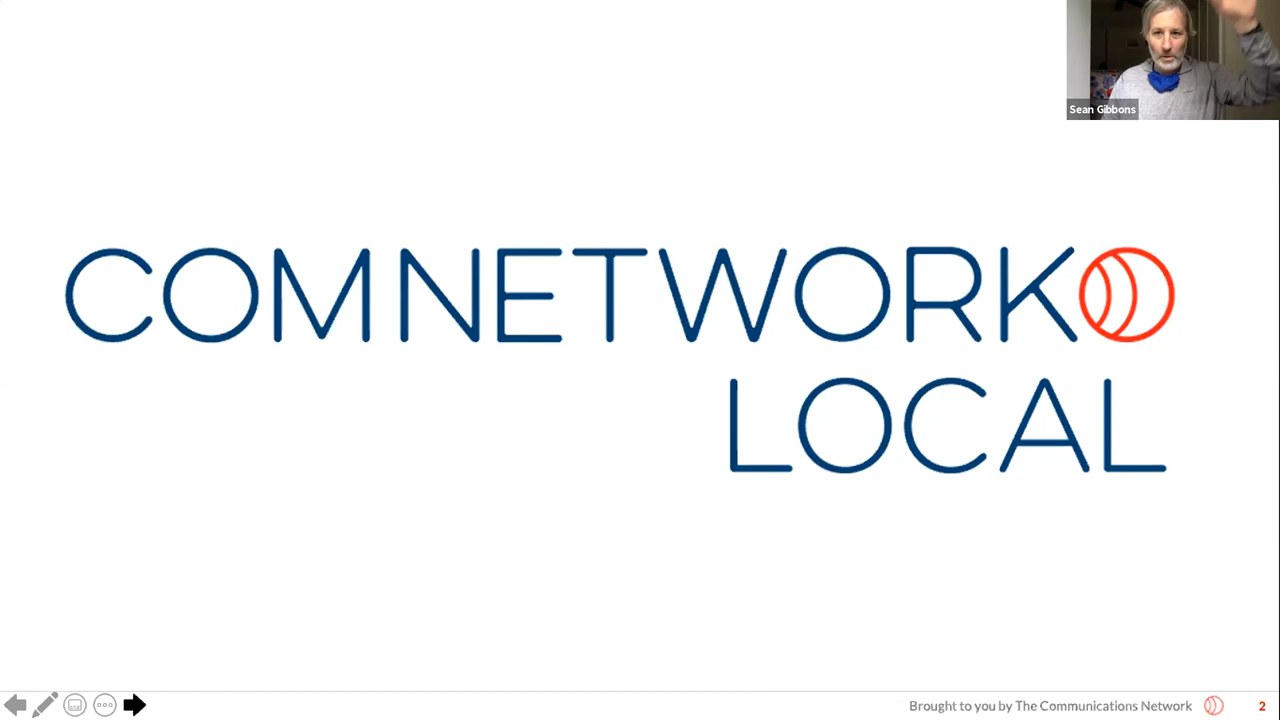 Sean Gibbons
COMNETWORK
LOCAL
Brought to you by The Communications Network
2